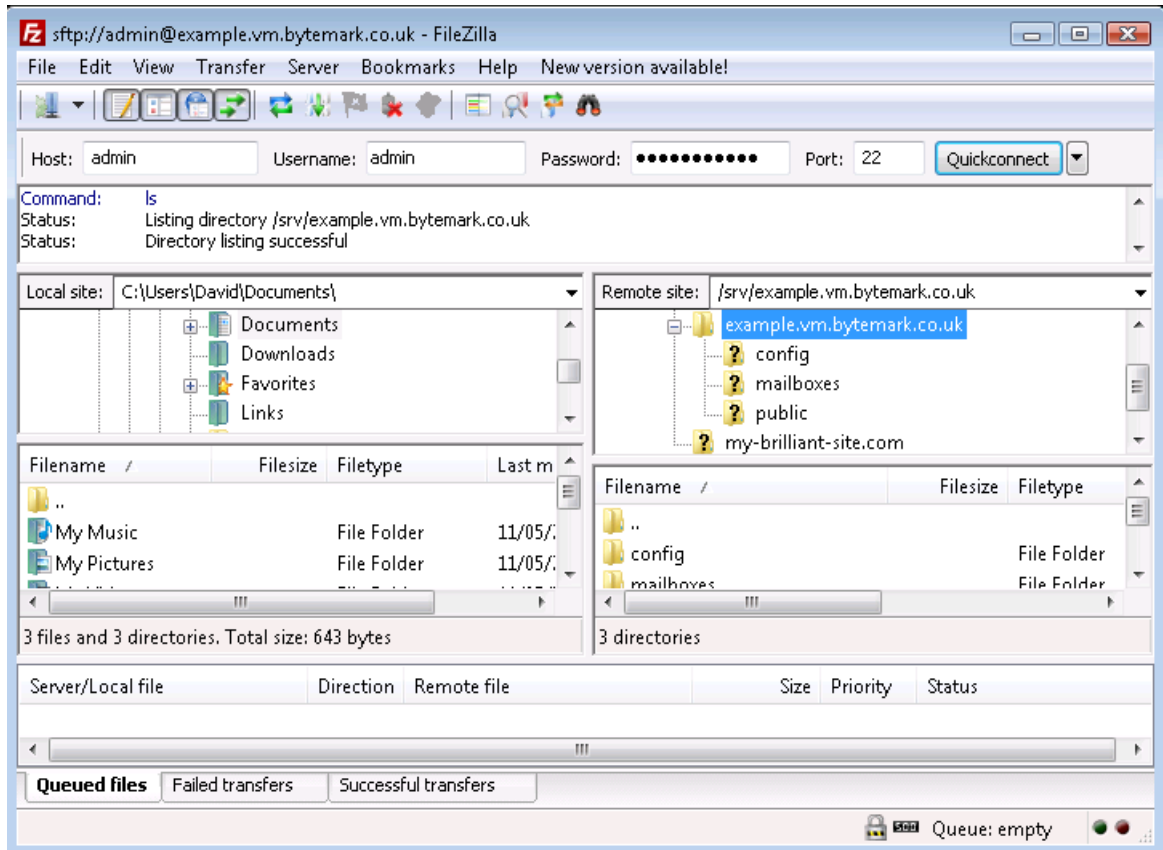 sftp://admin@example.vm.bytemark.co.uk - FileZilla
File Edit View Transfer Server Bookmarks Help New version available!
Host: admin Username: admin Password: ●●●●●●●●●●● Port: 22 Quickconnect
Command: ls
Status: Listing directory /srv/example.vm.bytemark.co.uk
Status: Directory listing successful
Local site: C:\Users\David\Documents\
Documents
Downloads
Favorites
Links
Filename / Filesize Filetype Last m
..
My Music File Folder 11/05/
My Pictures File Folder 11/05/
3 files and 3 directories. Total size: 643 bytes
Remote site: /srv/example.vm.bytemark.co.uk
example.vm.bytemark.co.uk
? config
? mailboxes
? public
? my-brilliant-site.com
Filename / Filesize Filetype
..
config File Folder
mailboxes File Folder
3 directories
Server/Local file Direction Remote file Size Priority Status
Queued files Failed transfers Successful transfers
Queue: empty